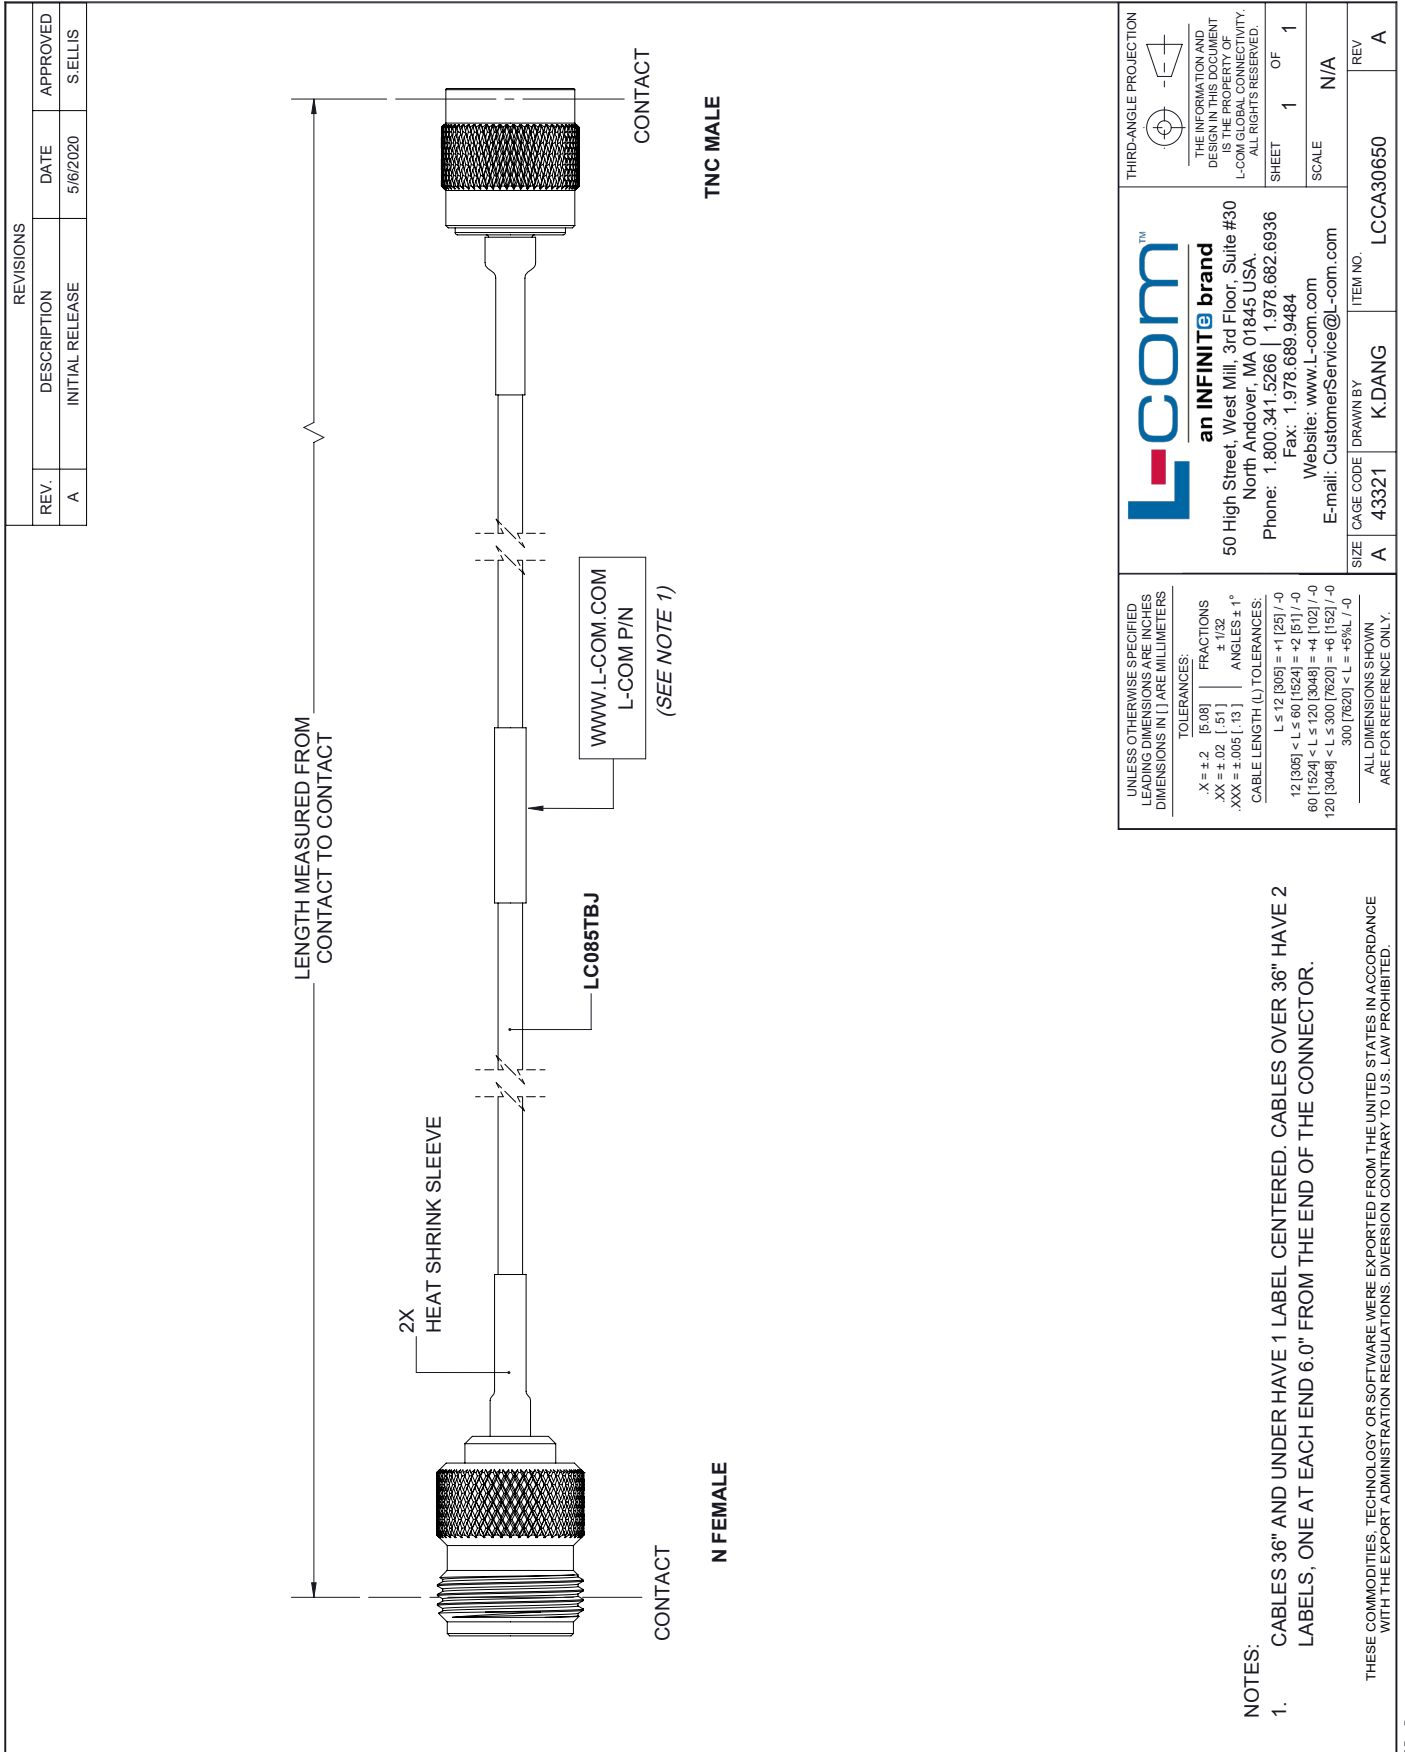 REVISIONS
REV. DESCRIPTION DATE APPROVED
A INITIAL RELEASE 5/6/2020 S.ELLIS
LENGTH MEASURED FROM
CONTACT TO CONTACT
2X
HEAT SHRINK SLEEVE
LC085TBJ
WWW.L-COM.COM
L-COM P/N
(SEE NOTE 1)
CONTACT
CONTACT
N FEMALE
TNC MALE
NOTES:
1. CABLES 36" AND UNDER HAVE 1 LABEL CENTERED. CABLES OVER 36" HAVE 2
LABELS, ONE AT EACH END 6.0" FROM THE END OF THE CONNECTOR.
THESE COMMODITIES, TECHNOLOGY OR SOFTWARE WERE EXPORTED FROM THE UNITED STATES IN ACCORDANCE
WITH THE EXPORT ADMINISTRATION REGULATIONS. DIVERSION CONTRARY TO U.S. LAW PROHIBITED.
UNLESS OTHERWISE SPECIFIED
LEADING DIMENSIONS ARE INCHES
DIMENSIONS IN [ ] ARE MILLIMETERS
TOLERANCES:
.X = ± .2 [5.08] FRACTIONS
.XX = ± .02 [ .51 ] ± 1/32
.XXX = ± .005 [ .13 ] ANGLES ± 1°
CABLE LENGTH (L) TOLERANCES:
L ≤ 12 [305] = +1 [25] / -0
12 [305] < L ≤ 60 [1524] = +2 [51] / -0
60 [1524] < L ≤ 120 [3048] = +4 [102] / -0
120 [3048] < L ≤ 300 [7620] = +6 [152] / -0
300 [7620] < L = +5%L / -0
ALL DIMENSIONS SHOWN
ARE FOR REFERENCE ONLY.
L-com™
an INFINITe brand
50 High Street, West Mill, 3rd Floor, Suite #30
North Andover, MA 01845 USA.
Phone: 1.800.341.5266 | 1.978.682.6936
Fax: 1.978.689.9484
Website: www.L-com.com
E-mail: CustomerService@L-com.com
THIRD-ANGLE PROJECTION
THE INFORMATION AND
DESIGN IN THIS DOCUMENT
IS THE PROPERTY OF
L-COM GLOBAL CONNECTIVITY.
ALL RIGHTS RESERVED.
SHEET 1 OF 1
SCALE N/A
SIZE A
CAGE CODE 43321
DRAWN BY K.DANG
ITEM NO. LCCA30650
REV A